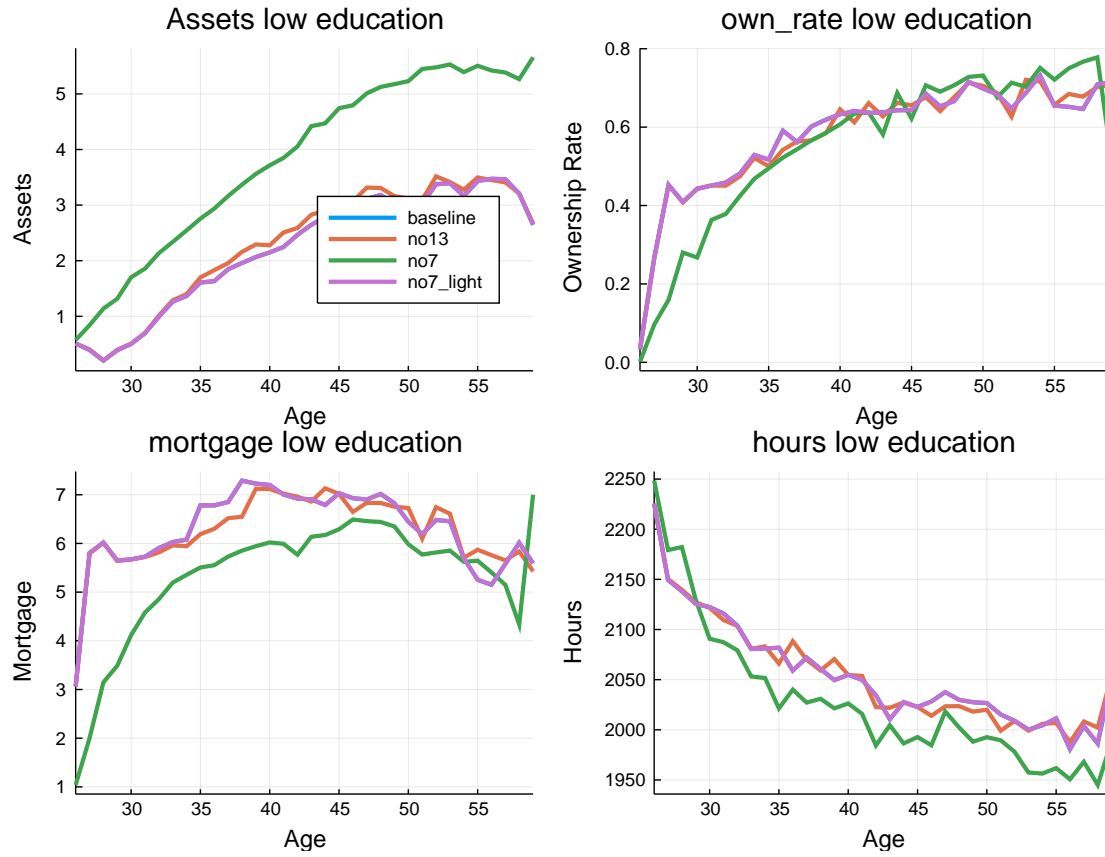 Assets low education
Assets
5
4
3
2
1
30 35 40 45 50 55
Age
baseline
no13
no7
no7_light
own_rate low education
Ownership Rate
0.8
0.6
0.4
0.2
0.0
30 35 40 45 50 55
Age
mortgage low education
Mortgage
7
6
5
4
3
2
1
30 35 40 45 50 55
Age
hours low education
Hours
2250
2200
2150
2100
2050
2000
1950
30 35 40 45 50 55
Age